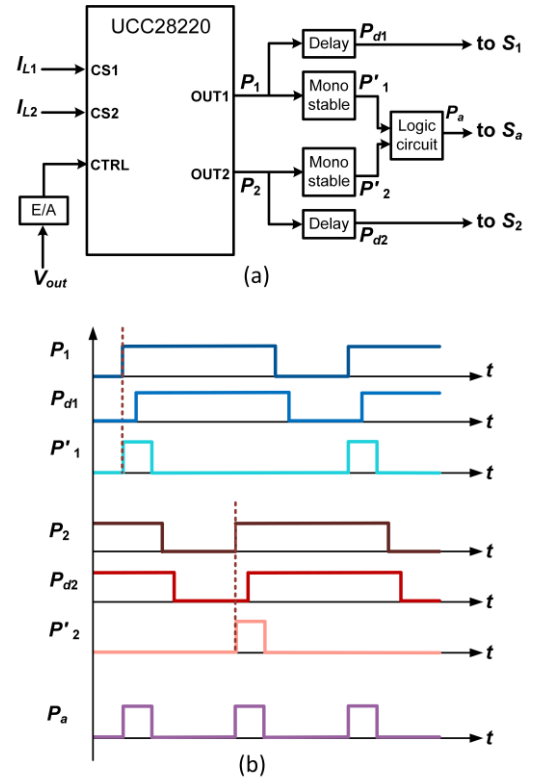 UCC28220
I_L1
CS1
I_L2
CS2
CTRL
E/A
V_out
OUT1
OUT2
P_1
P_2
Delay
P_d1
to S_1
Mono stable
P'_1
Logic circuit
P_a
to S_a
Mono stable
P'_2
Delay
P_d2
to S_2
(a)
P_1
t
P_d1
t
P'_1
t
P_2
t
P_d2
t
P'_2
t
P_a
t
(b)